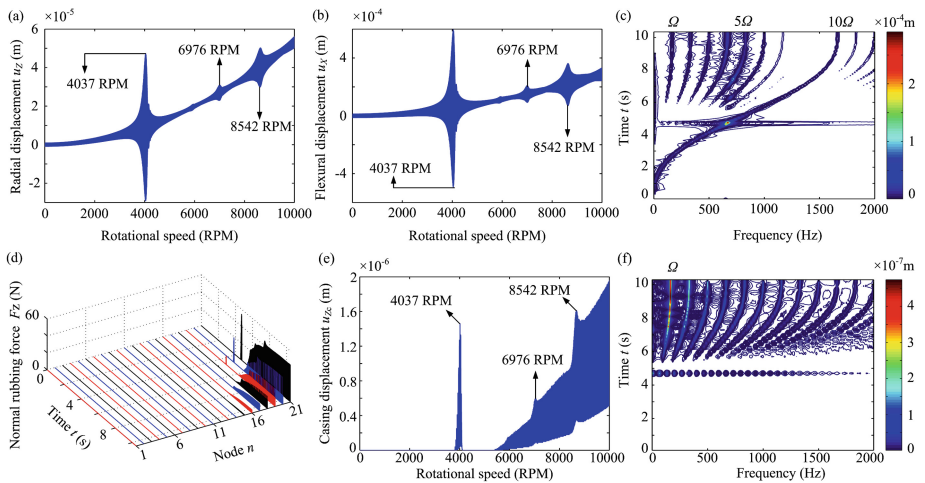 (a)
×10⁻⁵
6
4
2
0
-2
Radial displacement uZ (m)
4037 RPM
6976 RPM
8542 RPM
0 2000 4000 6000 8000 10000
Rotational speed (RPM)
(b)
×10⁻⁴
4
0
-4
Flexural displacement uX (m)
6976 RPM
8542 RPM
4037 RPM
0 2000 4000 6000 8000 10000
Rotational speed (RPM)
(c)
Ω 5Ω 10Ω
×10⁻⁴m
10
8
6
4
2
0
Time t (s)
0 500 1000 1500 2000
Frequency (Hz)
2
1
0
(d)
Normal rubbing force FZ (N)
60
30
0
0
4
8
Time t (s)
1 6 11 16 21
Node n
(e)
×10⁻⁶
2
1.6
1.2
0.8
0.4
0
Casing displacement uZc (m)
4037 RPM
8542 RPM
6976 RPM
0 2000 4000 6000 8000 10000
Rotational speed (RPM)
(f)
Ω
×10⁻⁷m
10
8
6
4
2
0
Time t (s)
0 500 1000 1500 2000
Frequency (Hz)
4
3
2
1
0